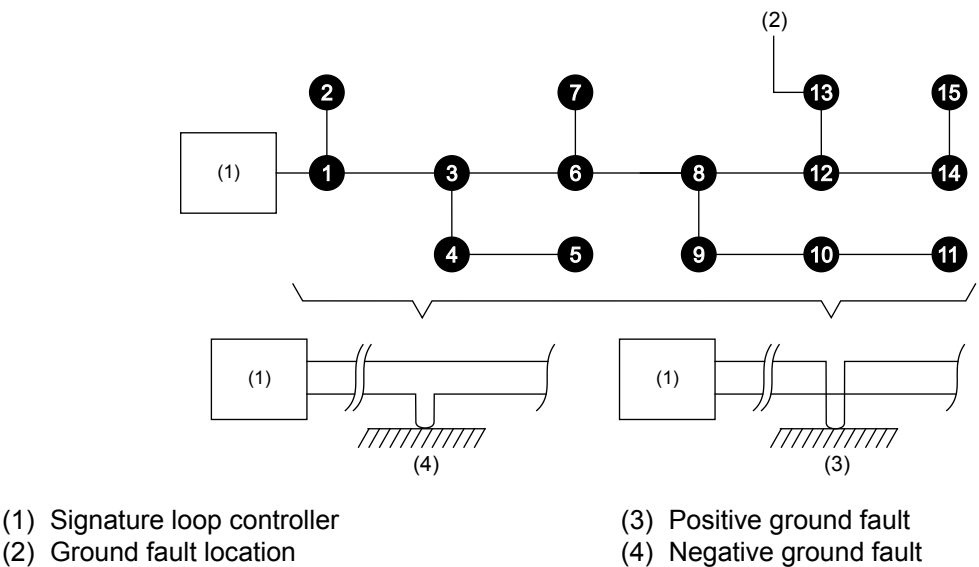 (2)
2 7 13 15
(1) 1 3 6 8 12 14
4 5 9 10 11
(1) (1)
(4) (3)
(1) Signature loop controller
(2) Ground fault location
(3) Positive ground fault
(4) Negative ground fault